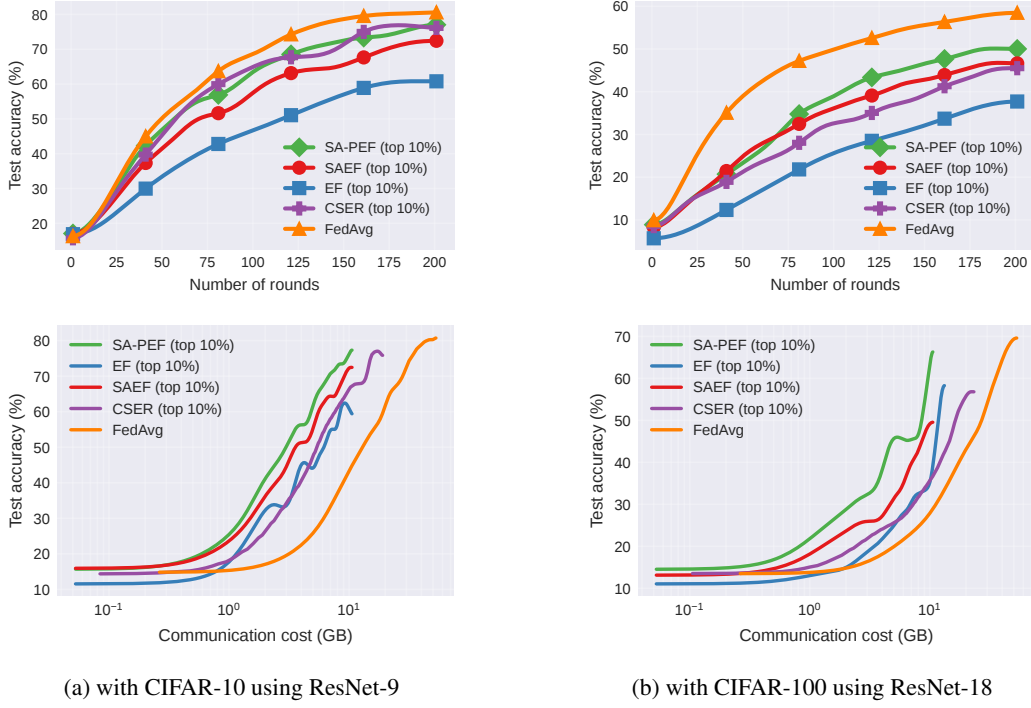 80
70
60
50
40
30
20
Test accuracy (%)
SA-PEF (top 10%)
SAEF (top 10%)
EF (top 10%)
CSER (top 10%)
FedAvg
0 25 50 75 100 125 150 175 200
Number of rounds
60
50
40
30
20
10
Test accuracy (%)
SA-PEF (top 10%)
SAEF (top 10%)
EF (top 10%)
CSER (top 10%)
FedAvg
0 25 50 75 100 125 150 175 200
Number of rounds
80
70
60
50
40
30
20
10
Test accuracy (%)
SA-PEF (top 10%)
EF (top 10%)
SAEF (top 10%)
CSER (top 10%)
FedAvg
10⁻¹ 10⁰ 10¹
Communication cost (GB)
70
60
50
40
30
20
10
Test accuracy (%)
SA-PEF (top 10%)
EF (top 10%)
SAEF (top 10%)
CSER (top 10%)
FedAvg
10⁻¹ 10⁰ 10¹
Communication cost (GB)
(a) with CIFAR-10 using ResNet-9
(b) with CIFAR-100 using ResNet-18